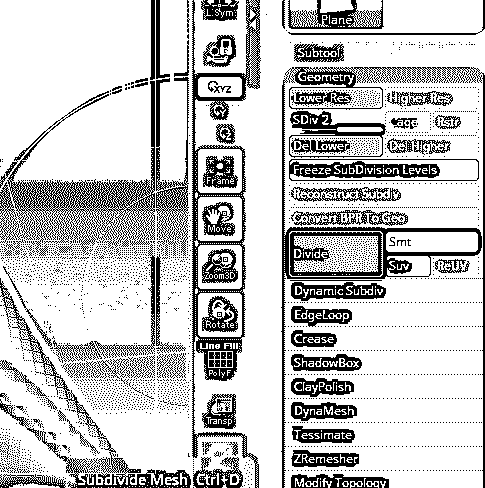 L.Sym
Plane
Subtool
Geometry
Lower Res Higher Res
XYZ
SDiv 2 Cage Rstr
Del Lower Del Higher
Frame
Freeze SubDivision Levels
Reconstruct Subdiv
Move
Convert BPR To Geo
Smt
Divide
Zoom3D
Suv ReUV
Dynamic Subdiv
Rotate
EdgeLoop
Crease
Line Fill
ShadowBox
PolyF
ClayPolish
DynaMesh
Transp
Tessimate
ZRemesher
Subdivide Mesh Ctrl+D
Modify Topology